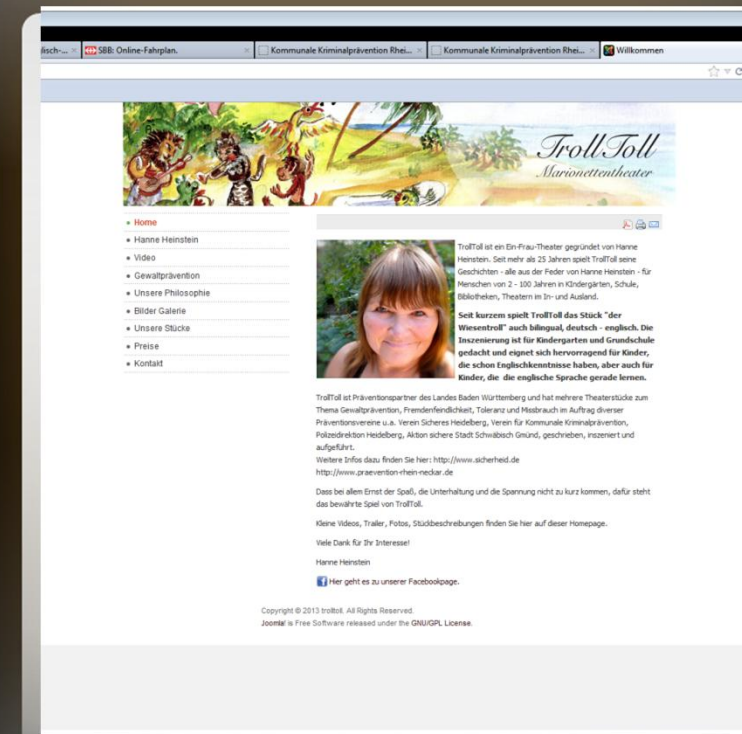 lisch-...
SBB: Online-Fahrplan.
Kommunale Kriminalprävention Rhei...
Kommunale Kriminalprävention Rhei...
Willkommen
TrollToll
Marionettentheater
Home
Hanne Heinstein
Video
Gewaltprävention
Unsere Philosophie
Bilder Galerie
Unsere Stücke
Preise
Kontakt
TrollToll ist ein Ein-Frau-Theater gegründet von Hanne
Heinstein. Seit mehr als 25 Jahren spielt TrollToll seine
Geschichten - alle aus der Feder von Hanne Heinstein - für
Menschen von 2 - 100 Jahren in KIndergärten, Schule,
Bibliotheken, Theatern im In- und Ausland.
Seit kurzem spielt TrollToll das Stück "der
Wiesentroll" auch bilingual, deutsch - englisch. Die
Inszenierung ist für Kindergarten und Grundschule
gedacht und eignet sich hervorragend für Kinder,
die schon Englischkenntnisse haben, aber auch für
Kinder, die die englische Sprache gerade lernen.
TrollToll ist Präventionspartner des Landes Baden Württemberg und hat mehrere Theaterstücke zum
Thema Gewaltprävention, Fremdenfeindlichkeit, Toleranz und Missbrauch im Auftrag diverser
Präventionsvereine u.a. Verein Sicheres Heidelberg, Verein für Kommunale Kriminalprävention,
Polizeidirektion Heidelberg, Aktion sichere Stadt Schwäbisch Gmünd, geschrieben, inszeniert und
aufgeführt.
Weitere Infos dazu finden Sie hier: http://www.sicherheid.de
http://www.praevention-rhein-neckar.de
Dass bei allem Ernst der Spaß, die Unterhaltung und die Spannung nicht zu kurz kommen, dafür steht
das bewährte Spiel von TrollToll.
Kleine Videos, Trailer, Fotos, Stückbeschreibungen finden Sie hier auf dieser Homepage.
Viele Dank für Ihr Interesse!
Hanne Heinstein
Hier geht es zu unserer Facebookpage.
Copyright © 2013 trolltoll. All Rights Reserved.
Joomla! is Free Software released under the GNU/GPL License.